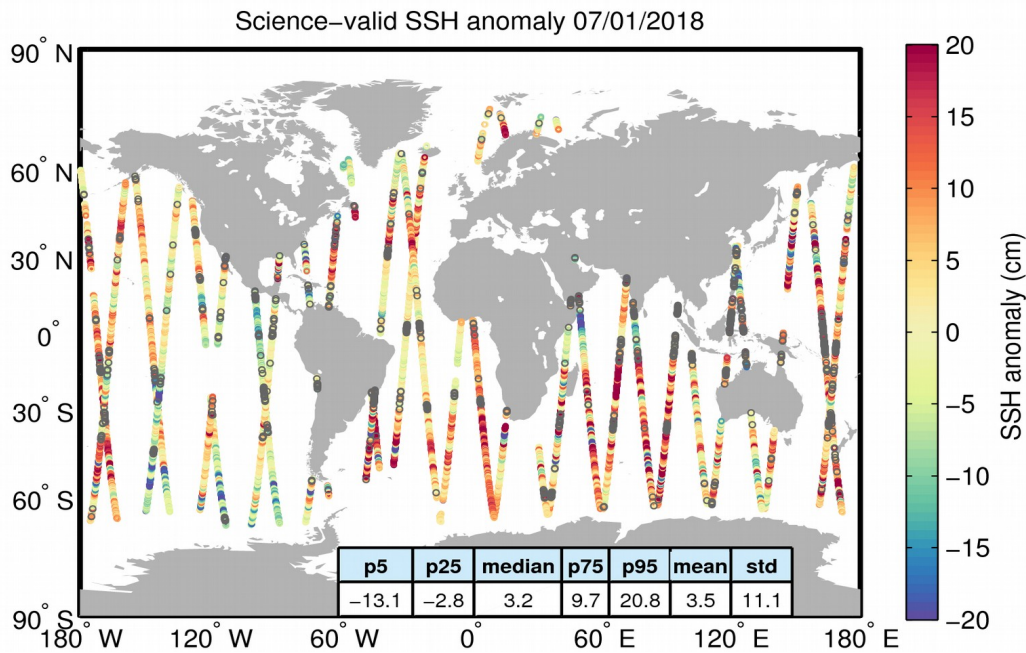 Science−valid SSH anomaly 07/01/2018
90° N
60° N
30° N
0°
30° S
60° S
90° S
180° W
120° W
60° W
0°
60° E
120° E
180° E
p5 p25 median p75 p95 mean std
−13.1 −2.8 3.2 9.7 20.8 3.5 11.1
20
15
10
5
0
−5
−10
−15
−20
SSH anomaly (cm)